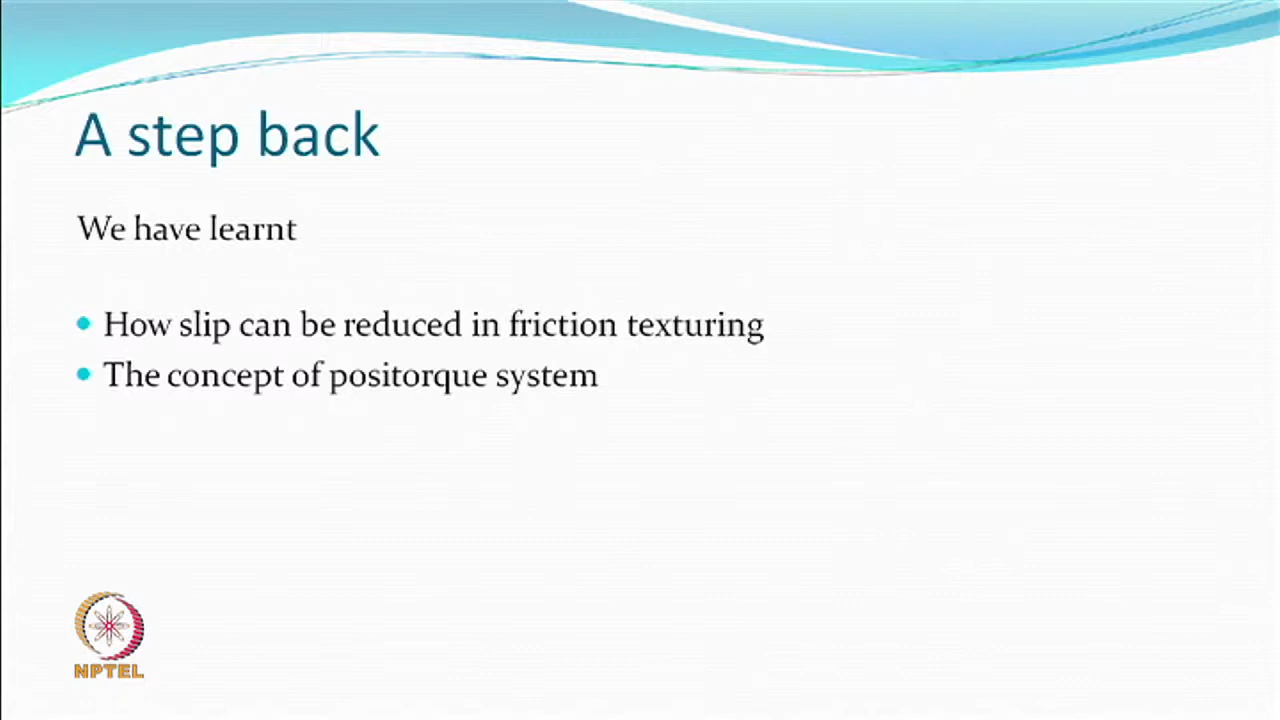 A step back
We have learnt
How slip can be reduced in friction texturing
The concept of positorque system
NPTEL